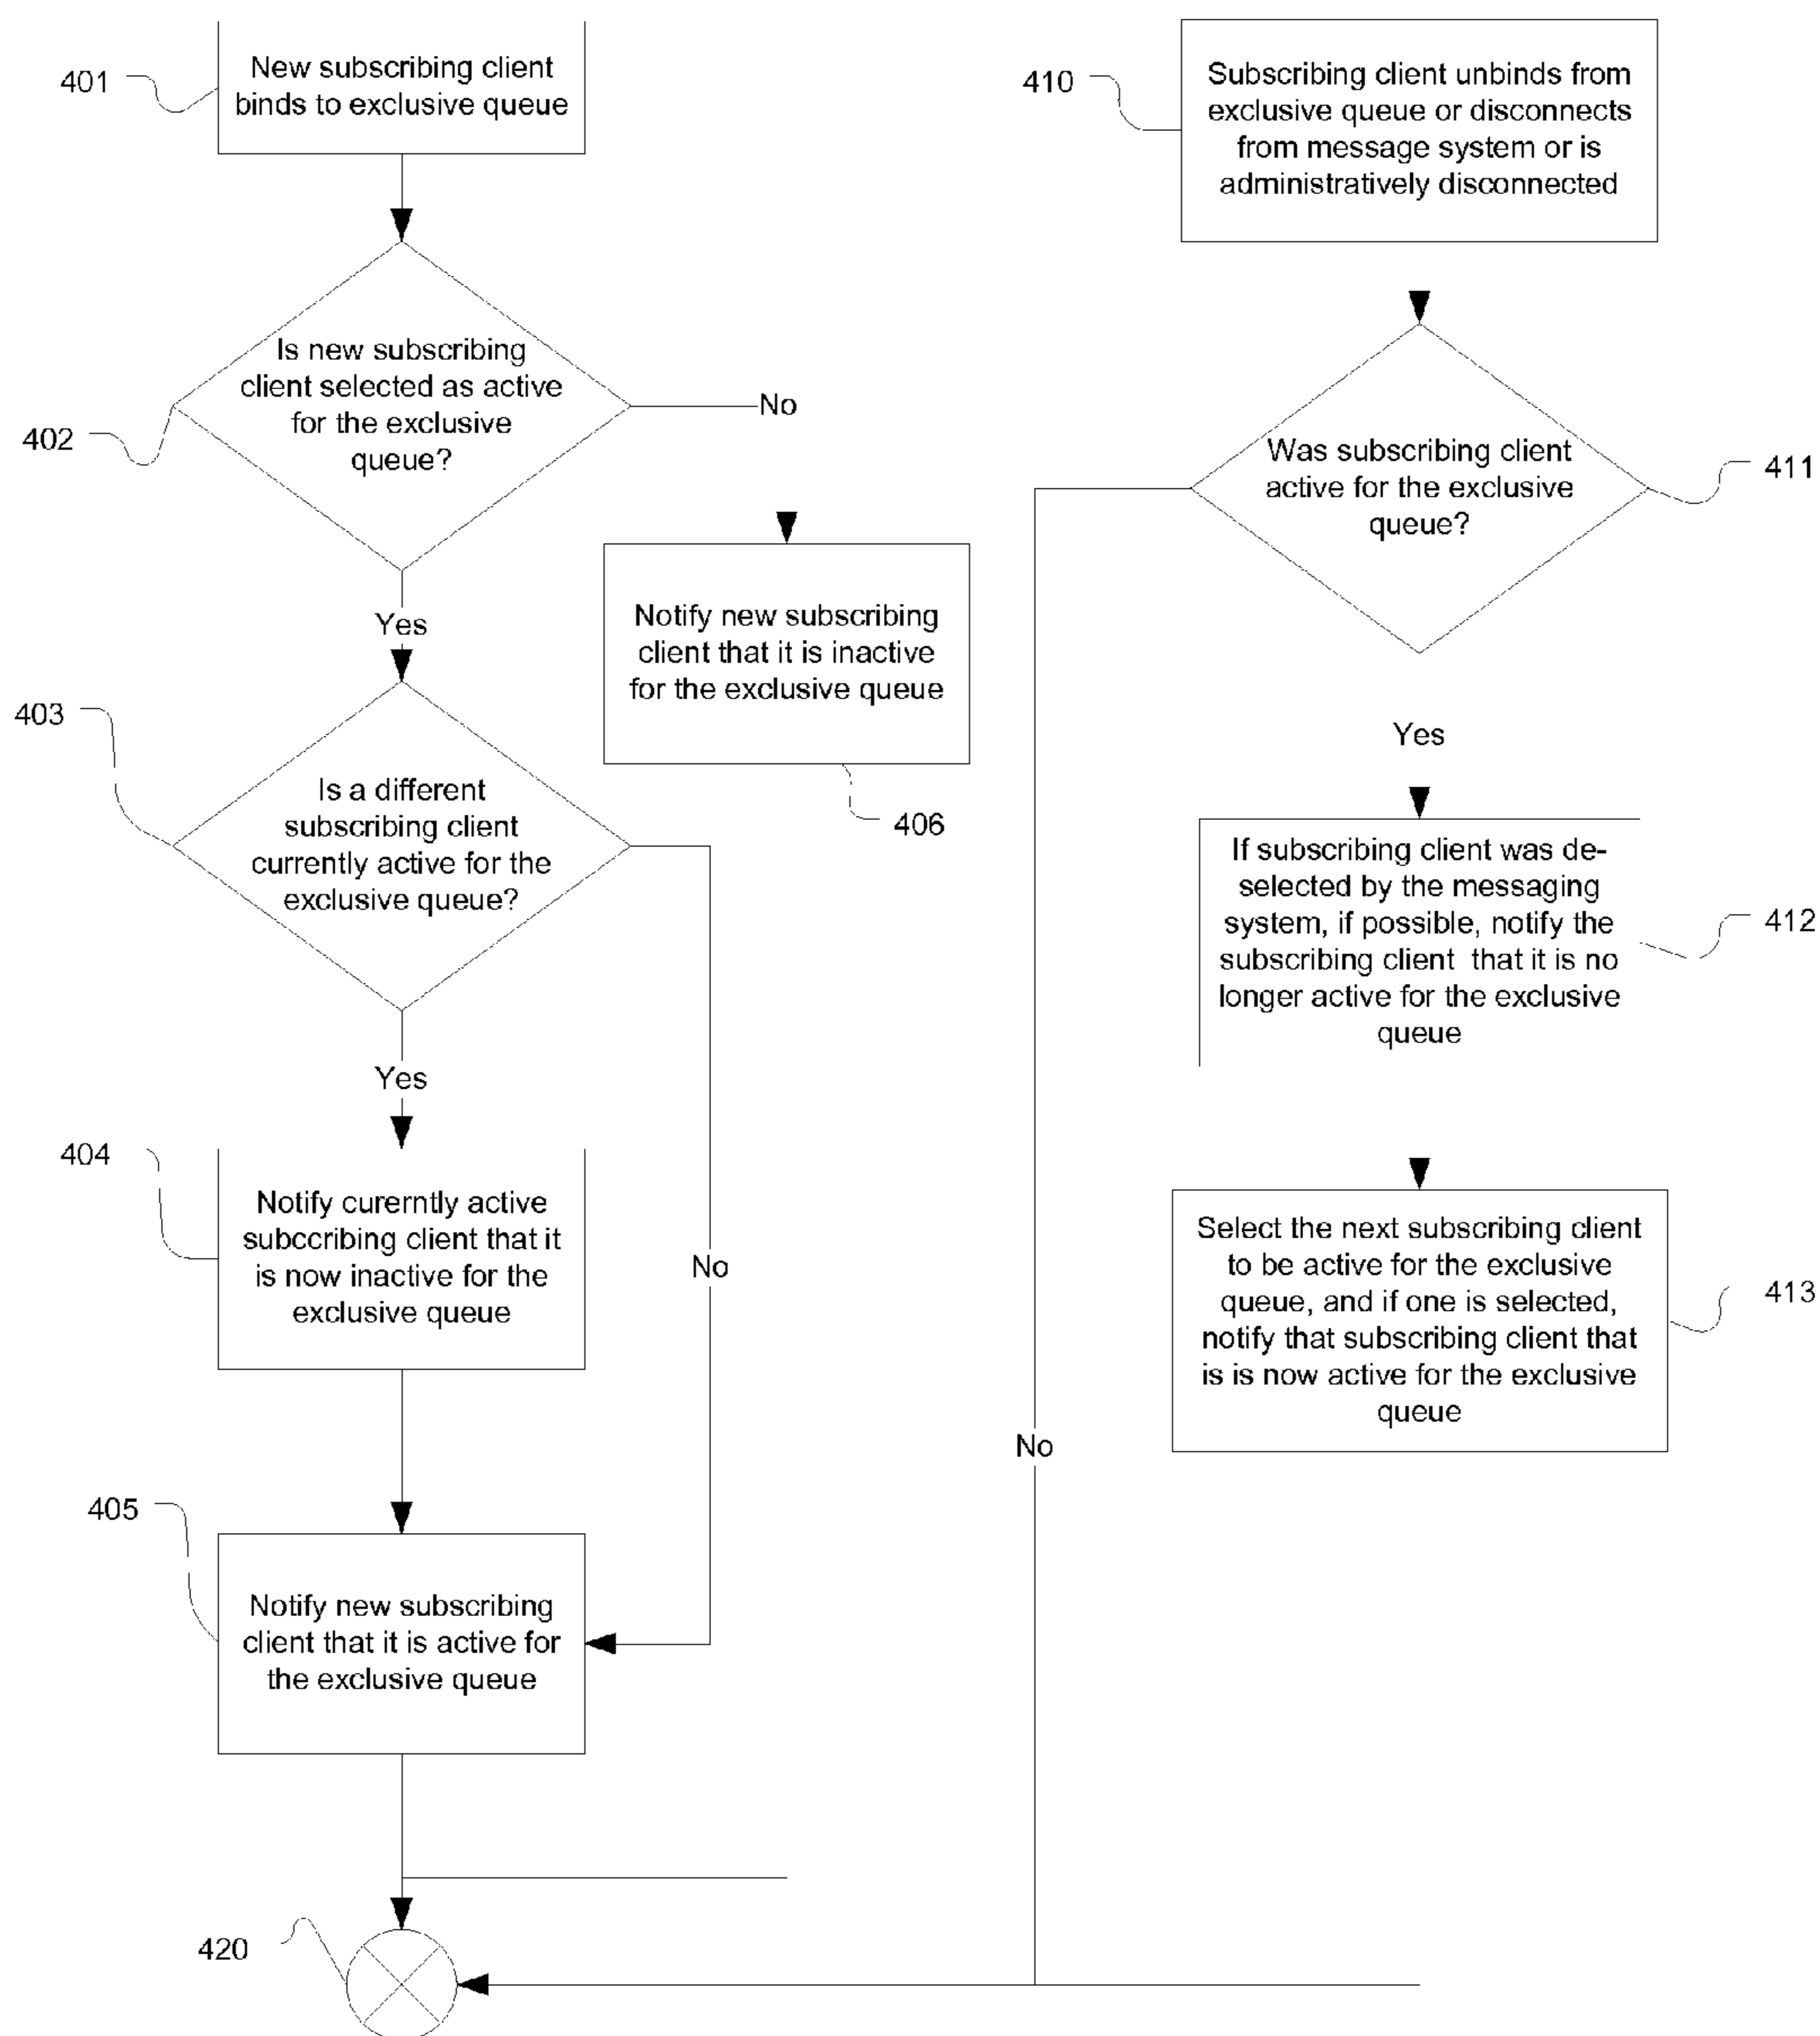 401
New subscribing client
binds to exclusive queue
402
Is new subscribing
client selected as active
for the exclusive
queue?
No
Yes
403
Is a different
subscribing client
currently active for the
exclusive queue?
Yes
No
404
Notify curerntly active
subccribing client that it
is now inactive for the
exclusive queue
405
Notify new subscribing
client that it is active for
the exclusive queue
Notify new subscribing
client that it is inactive
for the exclusive queue
406
420
410
Subscribing client unbinds from
exclusive queue or disconnects
from message system or is
administratively disconnected
Was subscribing client
active for the exclusive
queue?
411
Yes
No
If subscribing client was de-
selected by the messaging
system, if possible, notify the
subscribing client that it is no
longer active for the exclusive
queue
412
Select the next subscribing client
to be active for the exclusive
queue, and if one is selected,
notify that subscribing client that
is is now active for the exclusive
queue
413